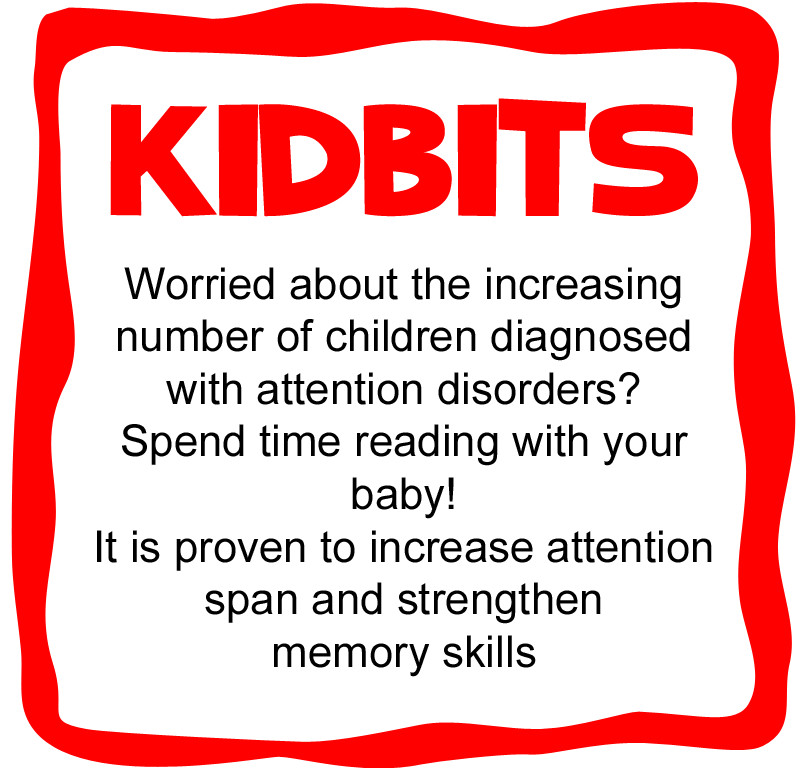 KIDBITS
Worried about the increasing
number of children diagnosed
with attention disorders?
Spend time reading with your
baby!
It is proven to increase attention
span and strengthen
memory skills